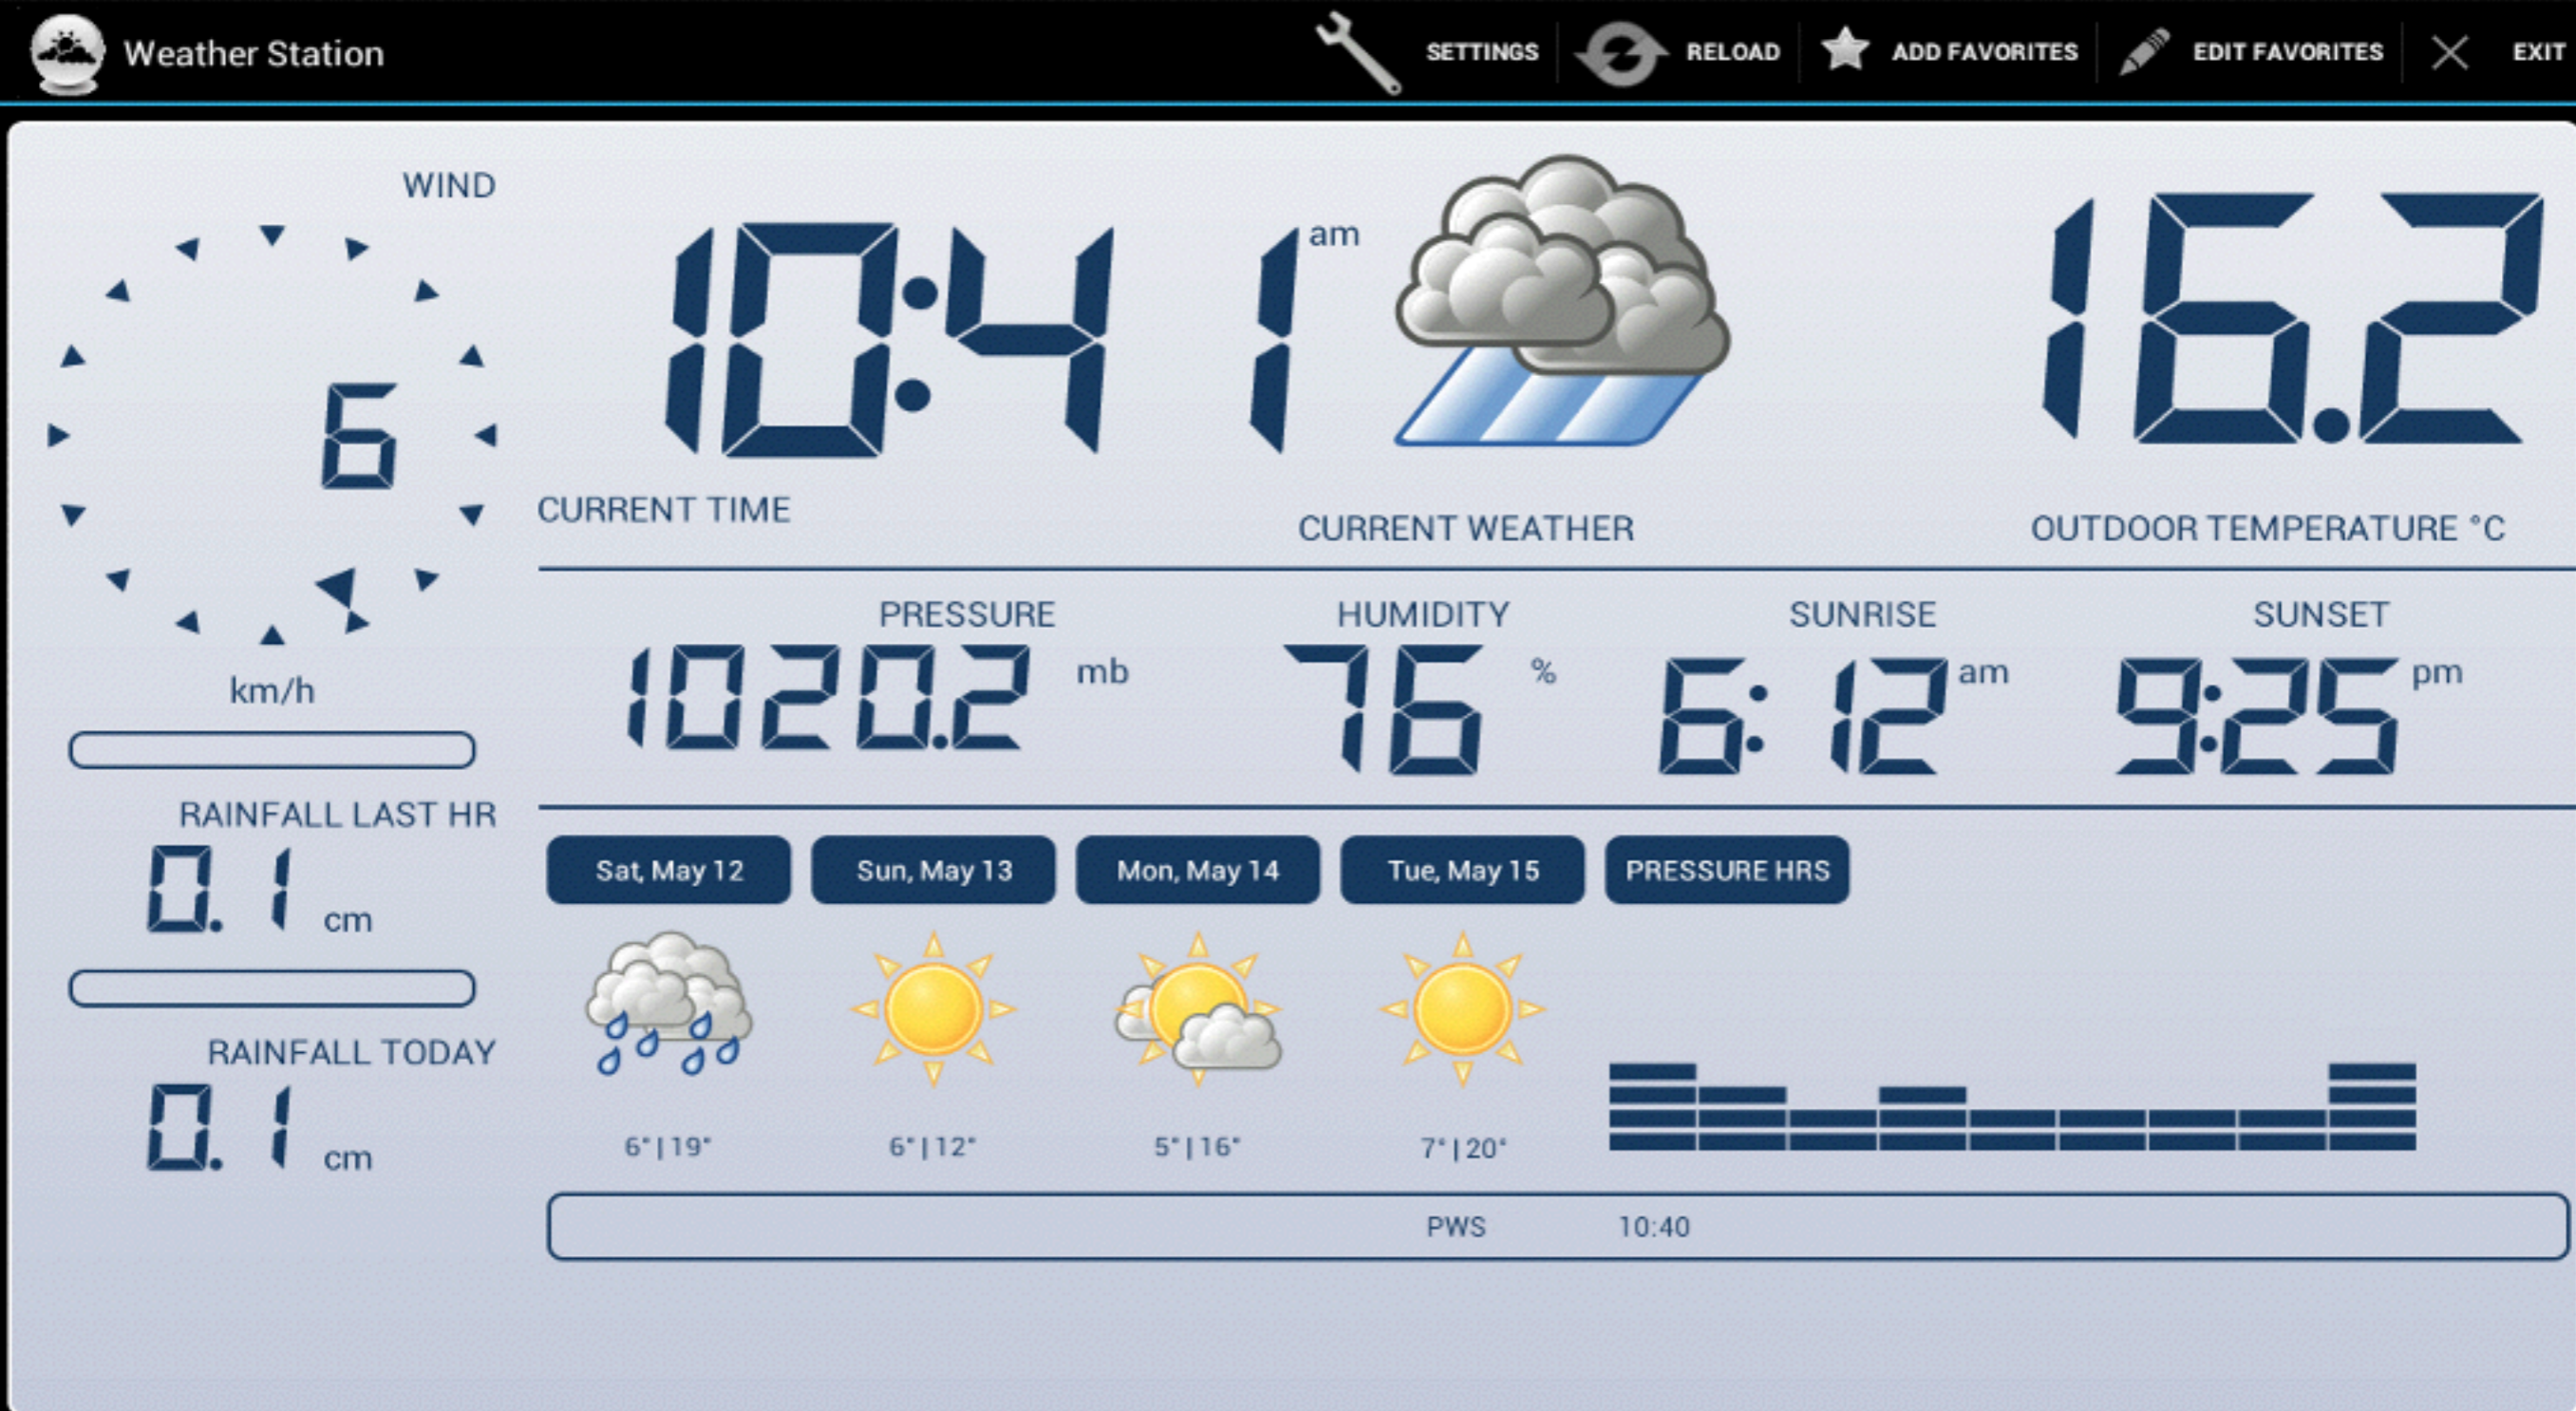 Weather Station
SETTINGS
RELOAD
ADD FAVORITES
EDIT FAVORITES
EXIT
WIND
6
km/h
10:41 am
CURRENT TIME
CURRENT WEATHER
16.2
OUTDOOR TEMPERATURE °C
PRESSURE
1020.2 mb
HUMIDITY
76 %
SUNRISE
6:12 am
SUNSET
9:25 pm
RAINFALL LAST HR
0.1 cm
RAINFALL TODAY
0.1 cm
Sat, May 12
Sun, May 13
Mon, May 14
Tue, May 15
PRESSURE HRS
6°|19°
6°|12°
5°|16°
7°|20°
PWS 10:40